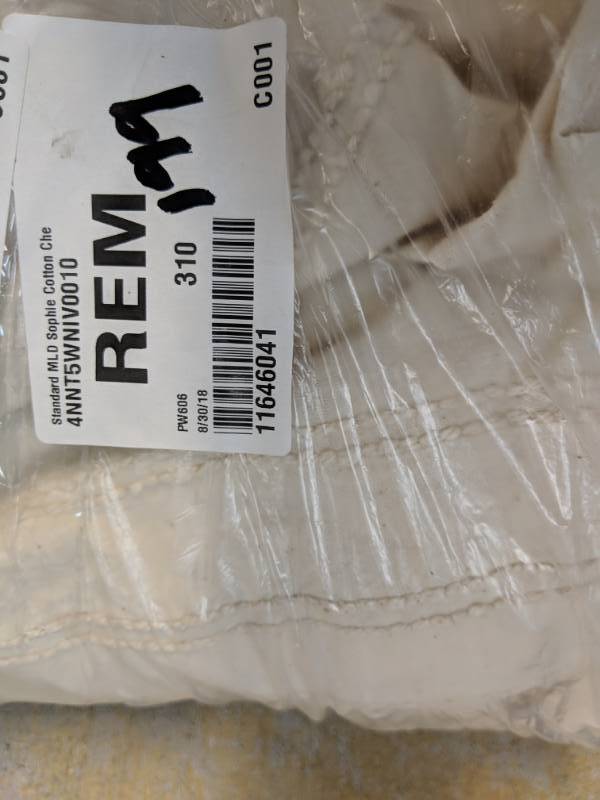 Standard MLD Sophie Cotton Che
4NNT5WNIV0010
REM
199
310
C001
PW606
8/30/18
11646041